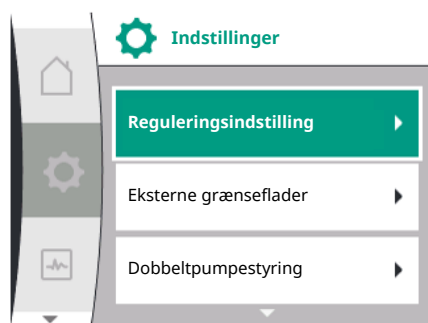 Indstillinger
Reguleringsindstilling
Eksterne grænseflader
Dobbeltpumpestyring